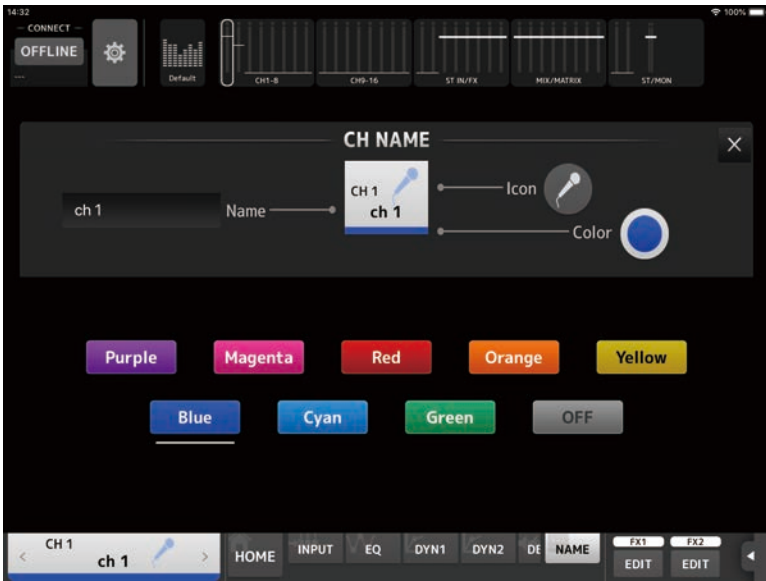 14:32
100%
CONNECT
OFFLINE
---
Default
CH1-8
CH9-16
ST IN/FX
MIX/MATRIX
ST/MON
CH NAME
CH 1
ch 1
ch 1
Name
Icon
Color
Purple
Magenta
Red
Orange
Yellow
Blue
Cyan
Green
OFF
CH 1
ch 1
HOME
INPUT
EQ
DYN1
DYN2
DE
NAME
FX1
EDIT
FX2
EDIT